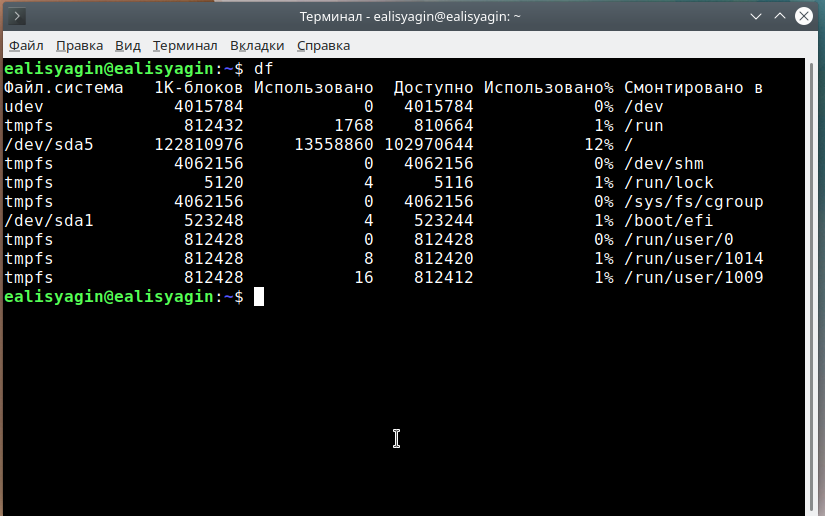 Терминал - ealisyagin@ealisyagin: ~
Файл Правка Вид Терминал Вкладки Справка
ealisyagin@ealisyagin:~$ df
Файл.система 1K-блоков Использовано Доступно Использовано% Смонтировано в
udev 4015784 0 4015784 0% /dev
tmpfs 812432 1768 810664 1% /run
/dev/sda5 122810976 13558860 102970644 12% /
tmpfs 4062156 0 4062156 0% /dev/shm
tmpfs 5120 4 5116 1% /run/lock
tmpfs 4062156 0 4062156 0% /sys/fs/cgroup
/dev/sda1 523248 4 523244 1% /boot/efi
tmpfs 812428 0 812428 0% /run/user/0
tmpfs 812428 8 812420 1% /run/user/1014
tmpfs 812428 16 812412 1% /run/user/1009
ealisyagin@ealisyagin:~$